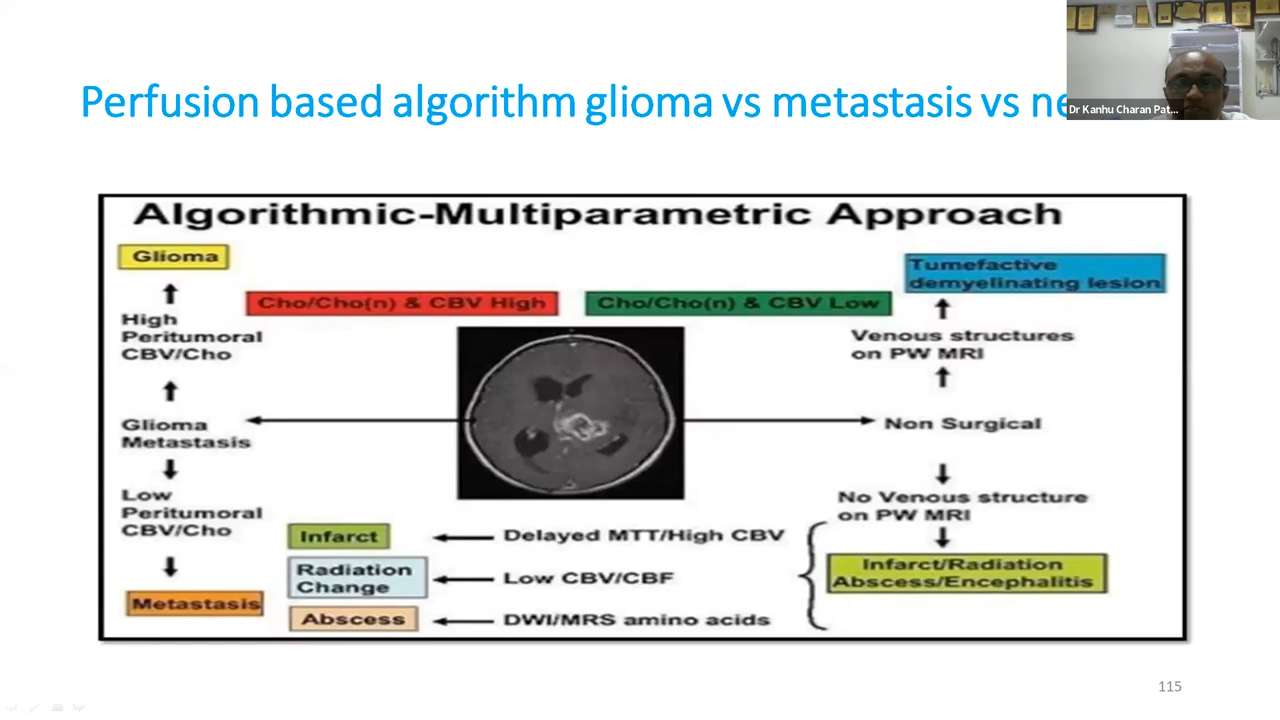 Perfusion based algorithm glioma vs metastasis vs ne
Dr Kanhu Charan Pat...
Algorithmic-Multiparametric Approach
Glioma
Tumefactive
demyelinating lesion
Cho/Cho(n) & CBV High
Cho/Cho(n) & CBV Low
High
Peritumoral
CBV/Cho
Venous structures
on PW MRI
Glioma
Metastasis
Non Surgical
Low
Peritumoral
CBV/Cho
No Venous structure
on PW MRI
Infarct
Delayed MTT/High CBV
Radiation
Change
Low CBV/CBF
Infarct/Radiation
Abscess/Encephalitis
Metastasis
Abscess
DWI/MRS amino acids
115